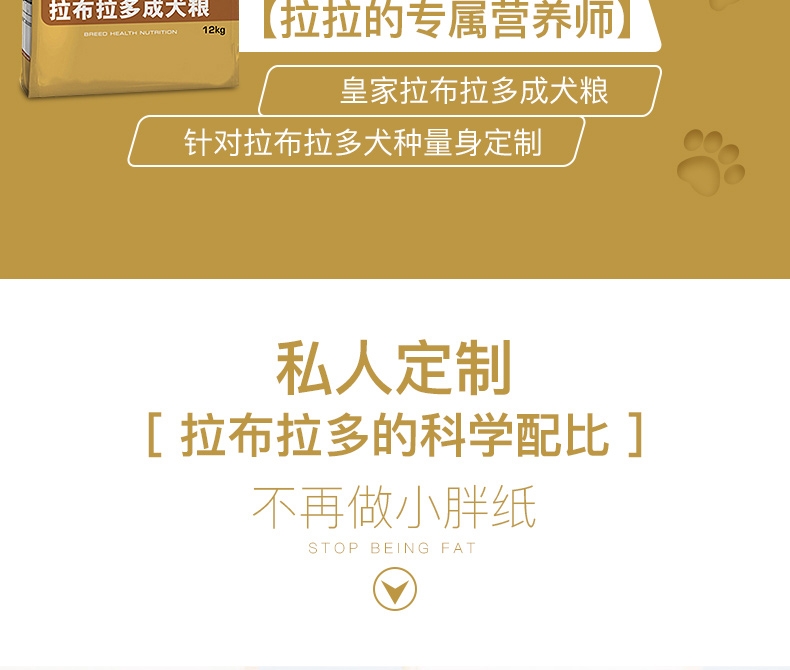 拉布拉多成犬粮
BREED HEALTH NUTRITION
12kg
【拉拉的专属营养师】
皇家拉布拉多成犬粮
针对拉布拉多犬种量身定制
私人定制
[ 拉布拉多的科学配比 ]
不再做小胖纸
STOP BEING FAT